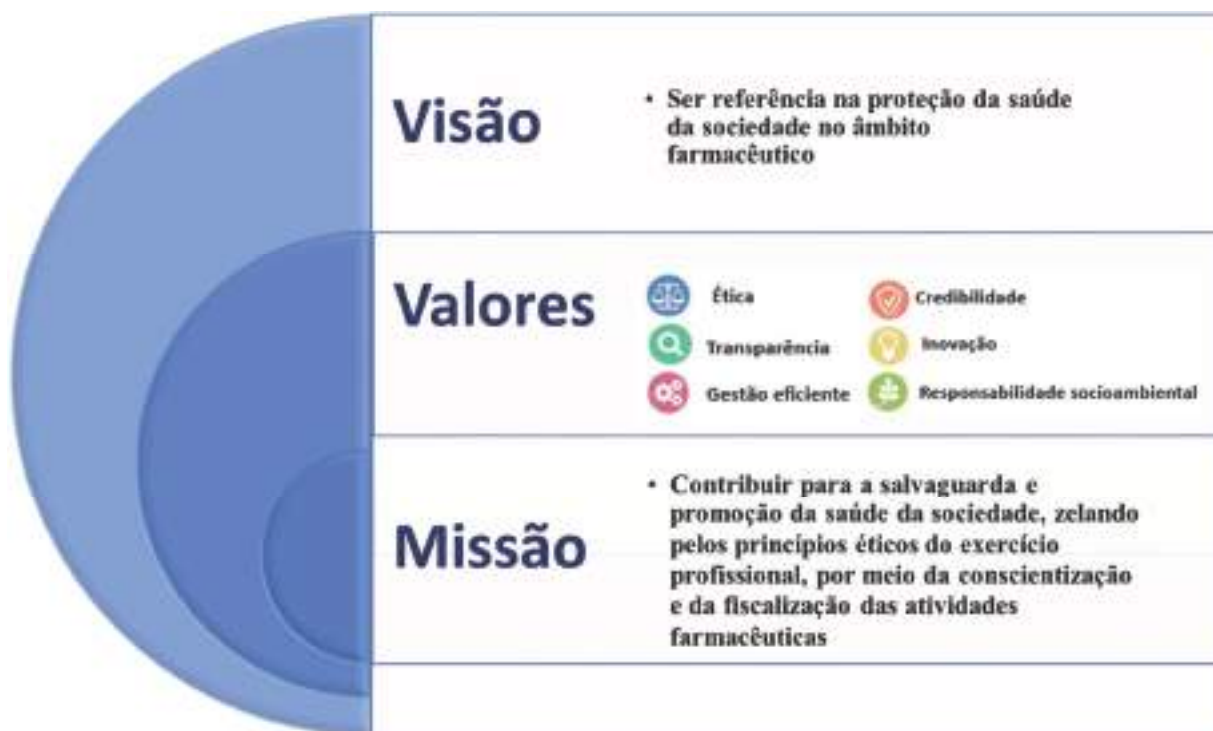 Visão
• Ser referência na proteção da saúde
da sociedade no âmbito
farmacêutico
Valores
Ética
Credibilidade
Transparência
Inovação
Gestão eficiente
Responsabilidade socioambiental
Missão
• Contribuir para a salvaguarda e
promoção da saúde da sociedade, zelando
pelos princípios éticos do exercício
profissional, por meio da conscientização
e da fiscalização das atividades
farmacêuticas